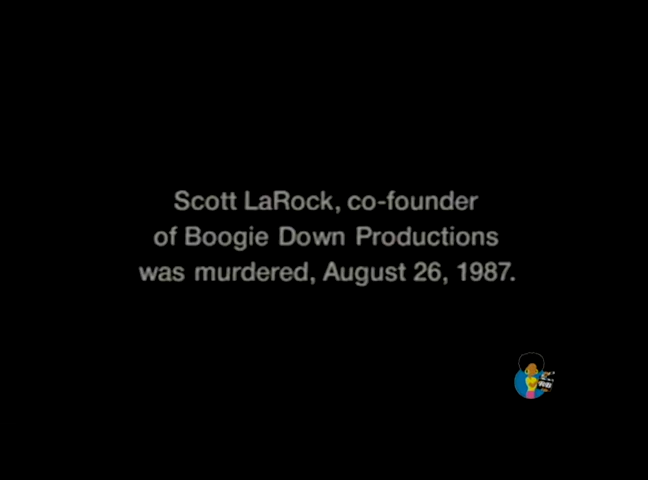 Scott LaRock, co-founder
of Boogie Down Productions
was murdered, August 26, 1987.